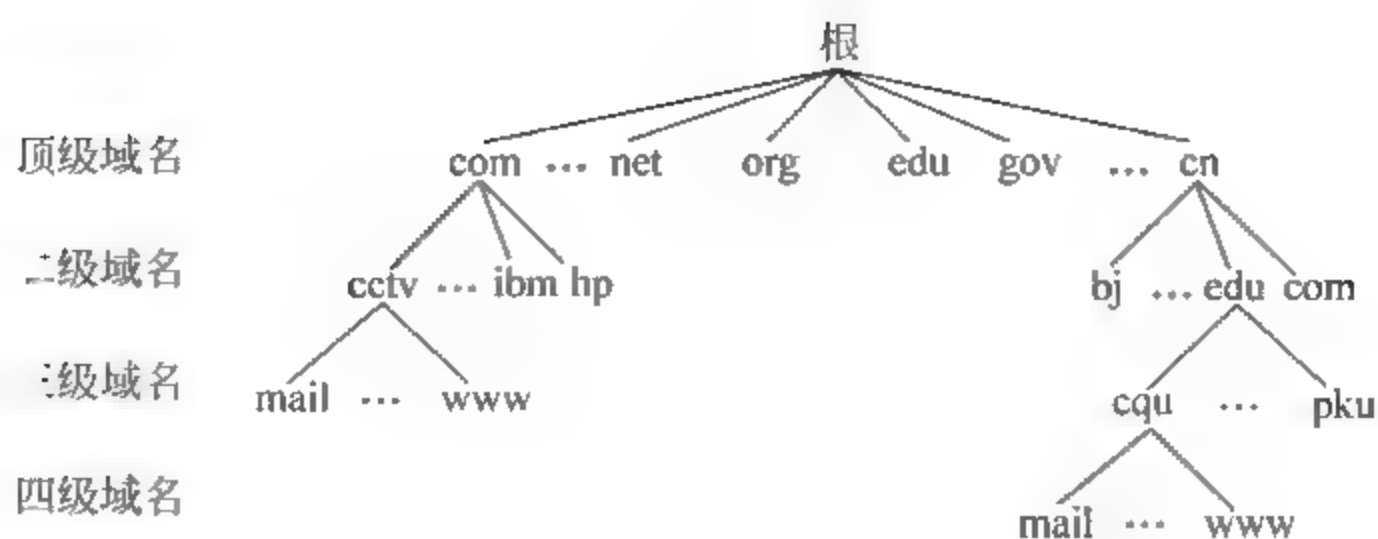 根
顶级域名 com … net org edu gov … cn
二级域名 cctv … ibm hp bj … edu com
三级域名 mail … www cqu … pku
四级域名 mail … www